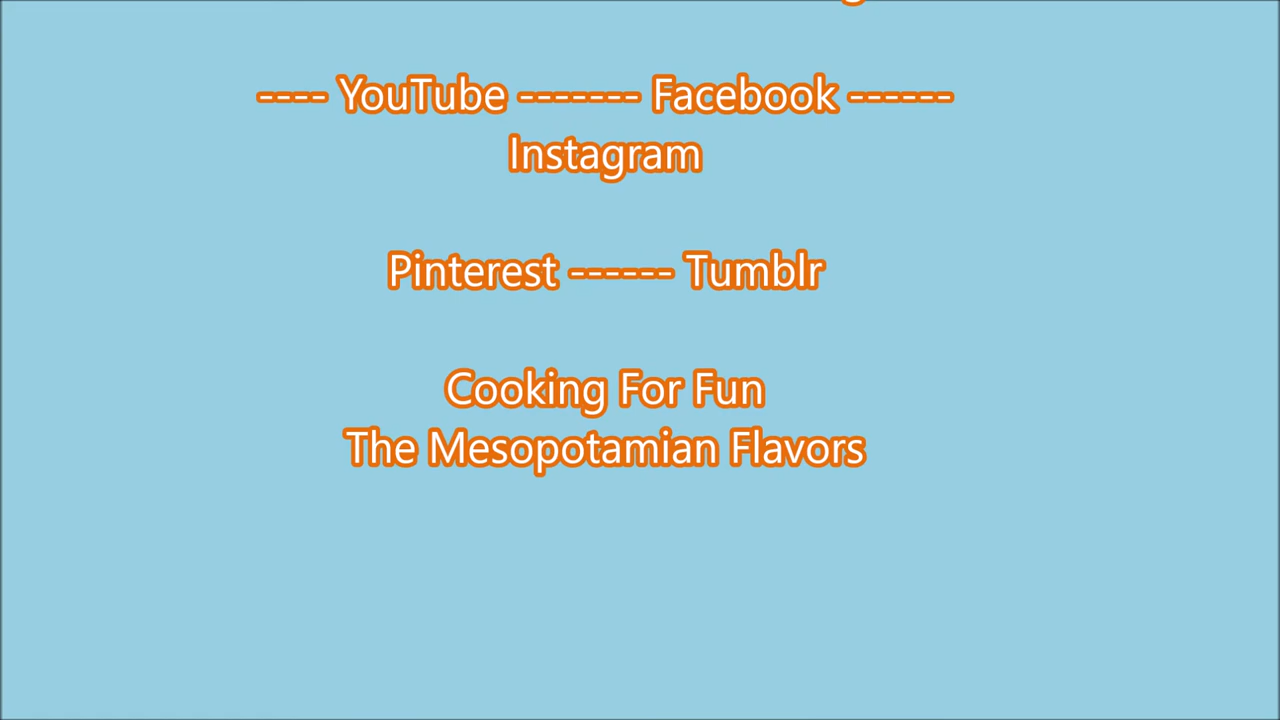 ---- YouTube ------- Facebook ------
Instagram
Pinterest ------ Tumblr
Cooking For Fun
The Mesopotamian Flavors